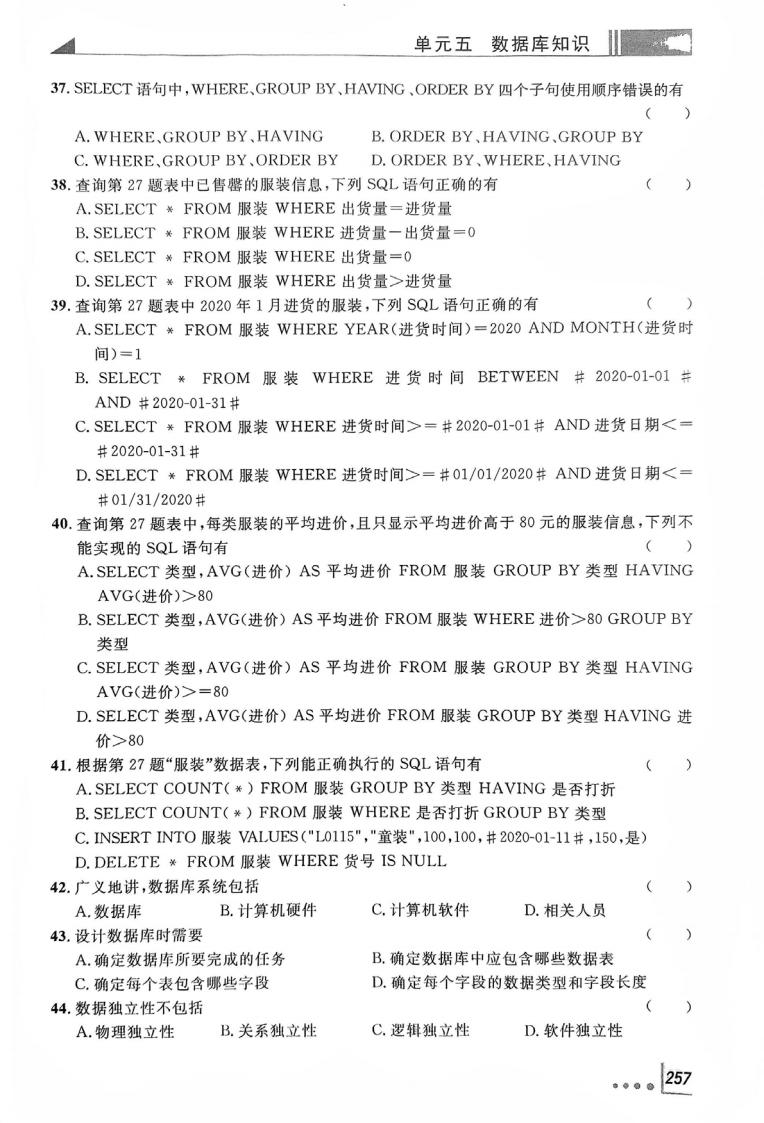 单元五 数据库知识
37. SELECT 语句中,WHERE、GROUP BY、HAVING 、ORDER BY 四个子句使用顺序错误的有
( )
A. WHERE、GROUP BY、HAVING B. ORDER BY、HAVING、GROUP BY
C. WHERE、GROUP BY、ORDER BY D. ORDER BY、WHERE、HAVING
38. 查询第 27 题表中已售罄的服装信息,下列 SQL 语句正确的有 ( )
A. SELECT * FROM 服装 WHERE 出货量=进货量
B. SELECT * FROM 服装 WHERE 进货量-出货量=0
C. SELECT * FROM 服装 WHERE 出货量=0
D. SELECT * FROM 服装 WHERE 出货量>进货量
39. 查询第 27 题表中 2020 年 1 月进货的服装,下列 SQL 语句正确的有 ( )
A. SELECT * FROM 服装 WHERE YEAR(进货时间)=2020 AND MONTH(进货时
间)=1
B. SELECT * FROM 服装 WHERE 进货时间 BETWEEN # 2020-01-01 #
AND #2020-01-31#
C. SELECT * FROM 服装 WHERE 进货时间>=#2020-01-01# AND 进货日期<=
#2020-01-31#
D. SELECT * FROM 服装 WHERE 进货时间>=#01/01/2020# AND 进货日期<=
#01/31/2020#
40. 查询第 27 题表中,每类服装的平均进价,且只显示平均进价高于 80 元的服装信息,下列不
能实现的 SQL 语句有 ( )
A. SELECT 类型,AVG(进价) AS 平均进价 FROM 服装 GROUP BY 类型 HAVING
AVG(进价)>80
B. SELECT 类型,AVG(进价) AS 平均进价 FROM 服装 WHERE 进价>80 GROUP BY
类型
C. SELECT 类型,AVG(进价) AS 平均进价 FROM 服装 GROUP BY 类型 HAVING
AVG(进价)>=80
D. SELECT 类型,AVG(进价) AS 平均进价 FROM 服装 GROUP BY 类型 HAVING 进
价>80
41. 根据第 27 题“服装”数据表,下列能正确执行的 SQL 语句有 ( )
A. SELECT COUNT(*) FROM 服装 GROUP BY 类型 HAVING 是否打折
B. SELECT COUNT(*) FROM 服装 WHERE 是否打折 GROUP BY 类型
C. INSERT INTO 服装 VALUES("L0115","童装",100,100,#2020-01-11#,150,是)
D. DELETE * FROM 服装 WHERE 货号 IS NULL
42. 广义地讲,数据库系统包括 ( )
A. 数据库 B. 计算机硬件 C. 计算机软件 D. 相关人员
43. 设计数据库时需要 ( )
A. 确定数据库所要完成的任务 B. 确定数据库中应包含哪些数据表
C. 确定每个表包含哪些字段 D. 确定每个字段的数据类型和字段长度
44. 数据独立性不包括 ( )
A. 物理独立性 B. 关系独立性 C. 逻辑独立性 D. 软件独立性
257